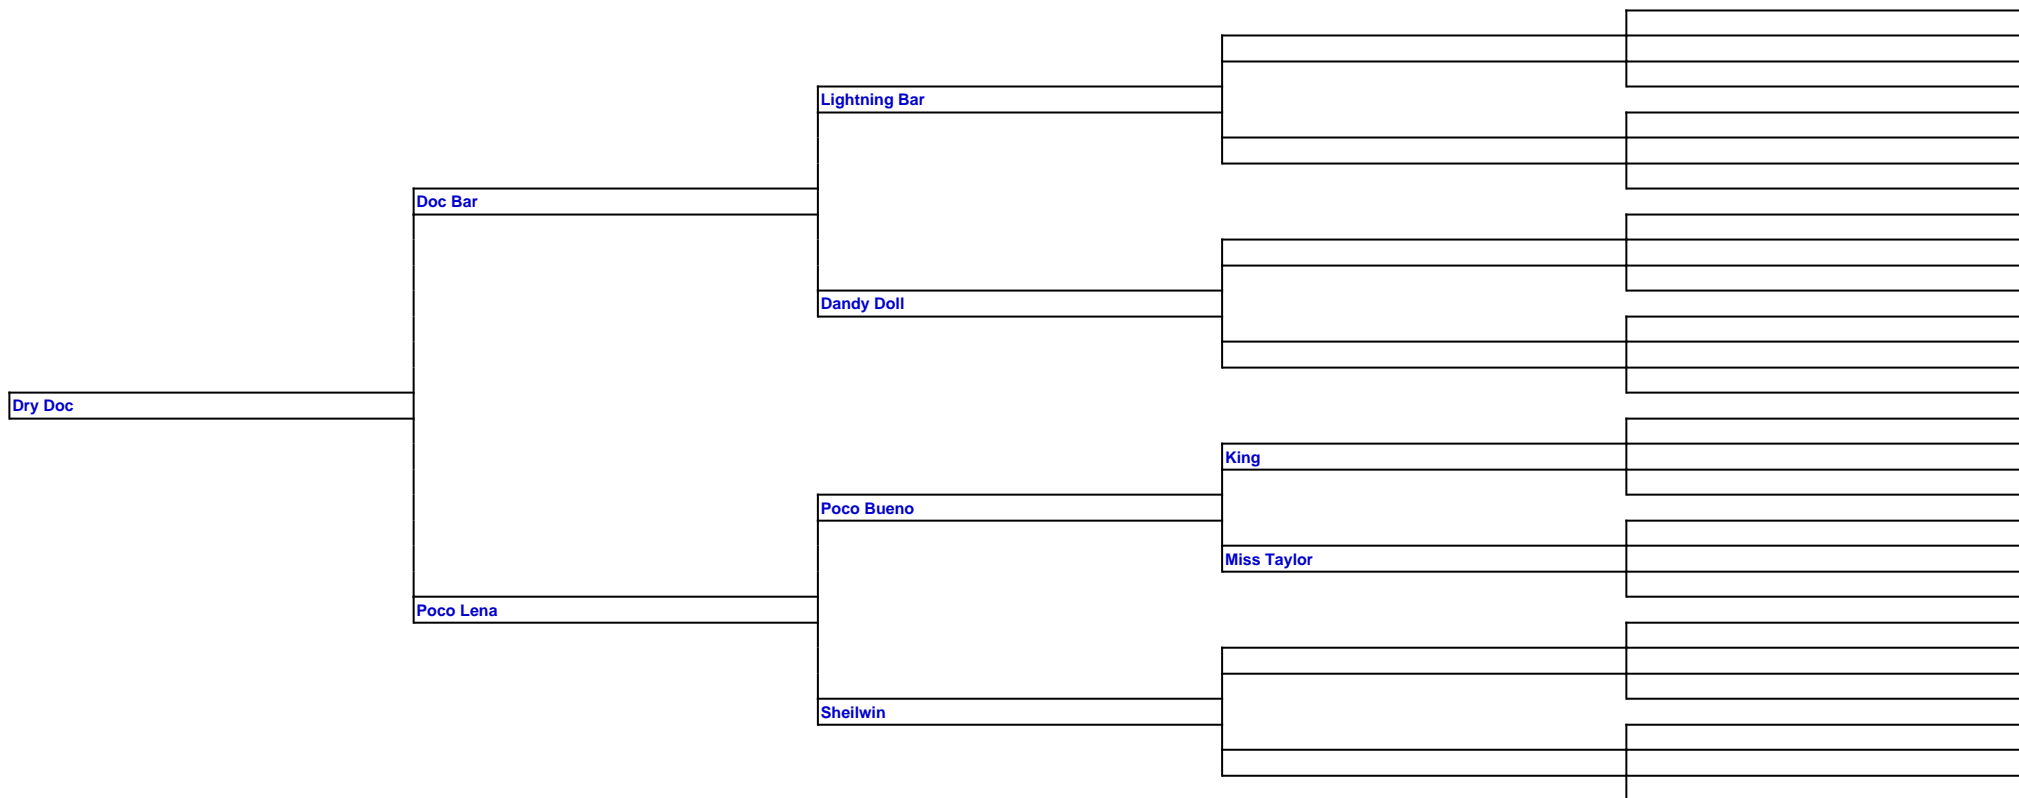 Lightning Bar
Doc Bar
Dandy Doll
Dry Doc
King
Poco Bueno
Miss Taylor
Poco Lena
Sheilwin